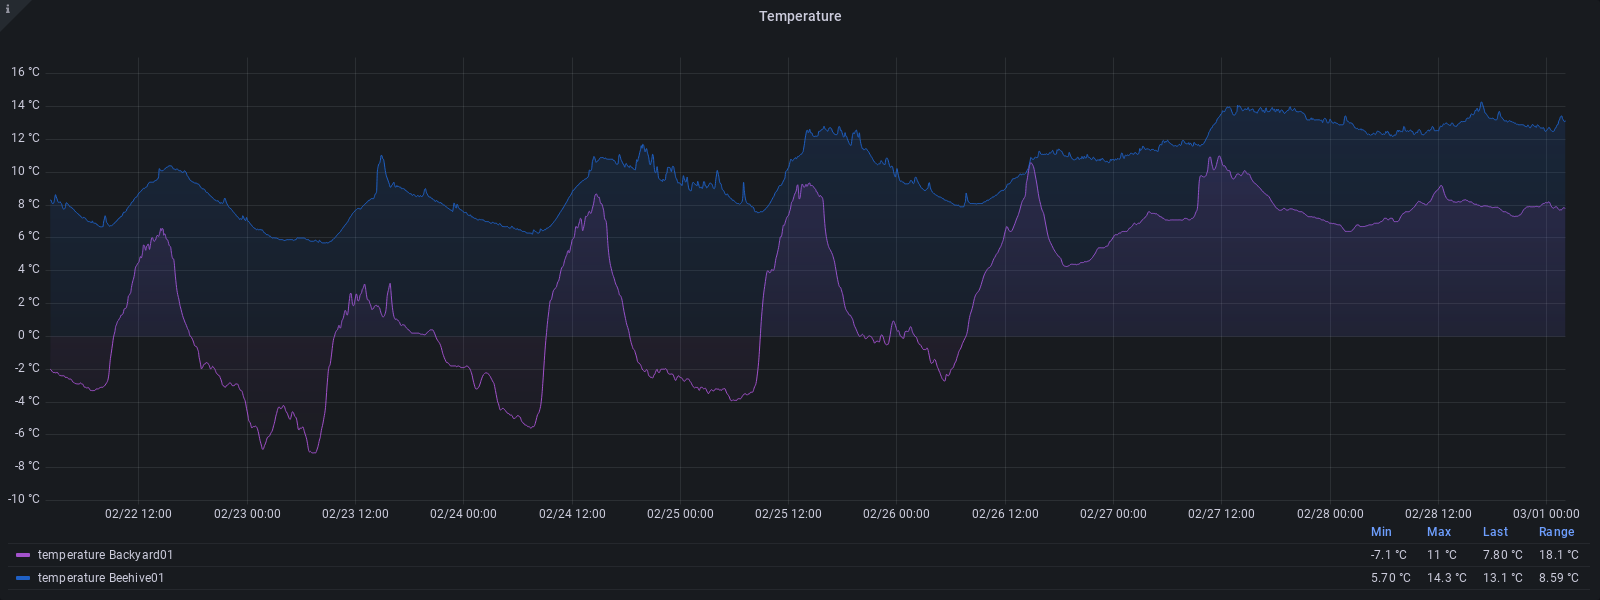 i
Temperature
16 °C
14 °C
12 °C
10 °C
8 °C
6 °C
4 °C
2 °C
0 °C
-2 °C
-4 °C
-6 °C
-8 °C
-10 °C
02/22 12:00 02/23 00:00 02/23 12:00 02/24 00:00 02/24 12:00 02/25 00:00 02/25 12:00 02/26 00:00 02/26 12:00 02/27 00:00 02/27 12:00 02/28 00:00 02/28 12:00 03/01 00:00
Min Max Last Range
temperature Backyard01 -7.1 °C 11 °C 7.80 °C 18.1 °C
temperature Beehive01 5.70 °C 14.3 °C 13.1 °C 8.59 °C